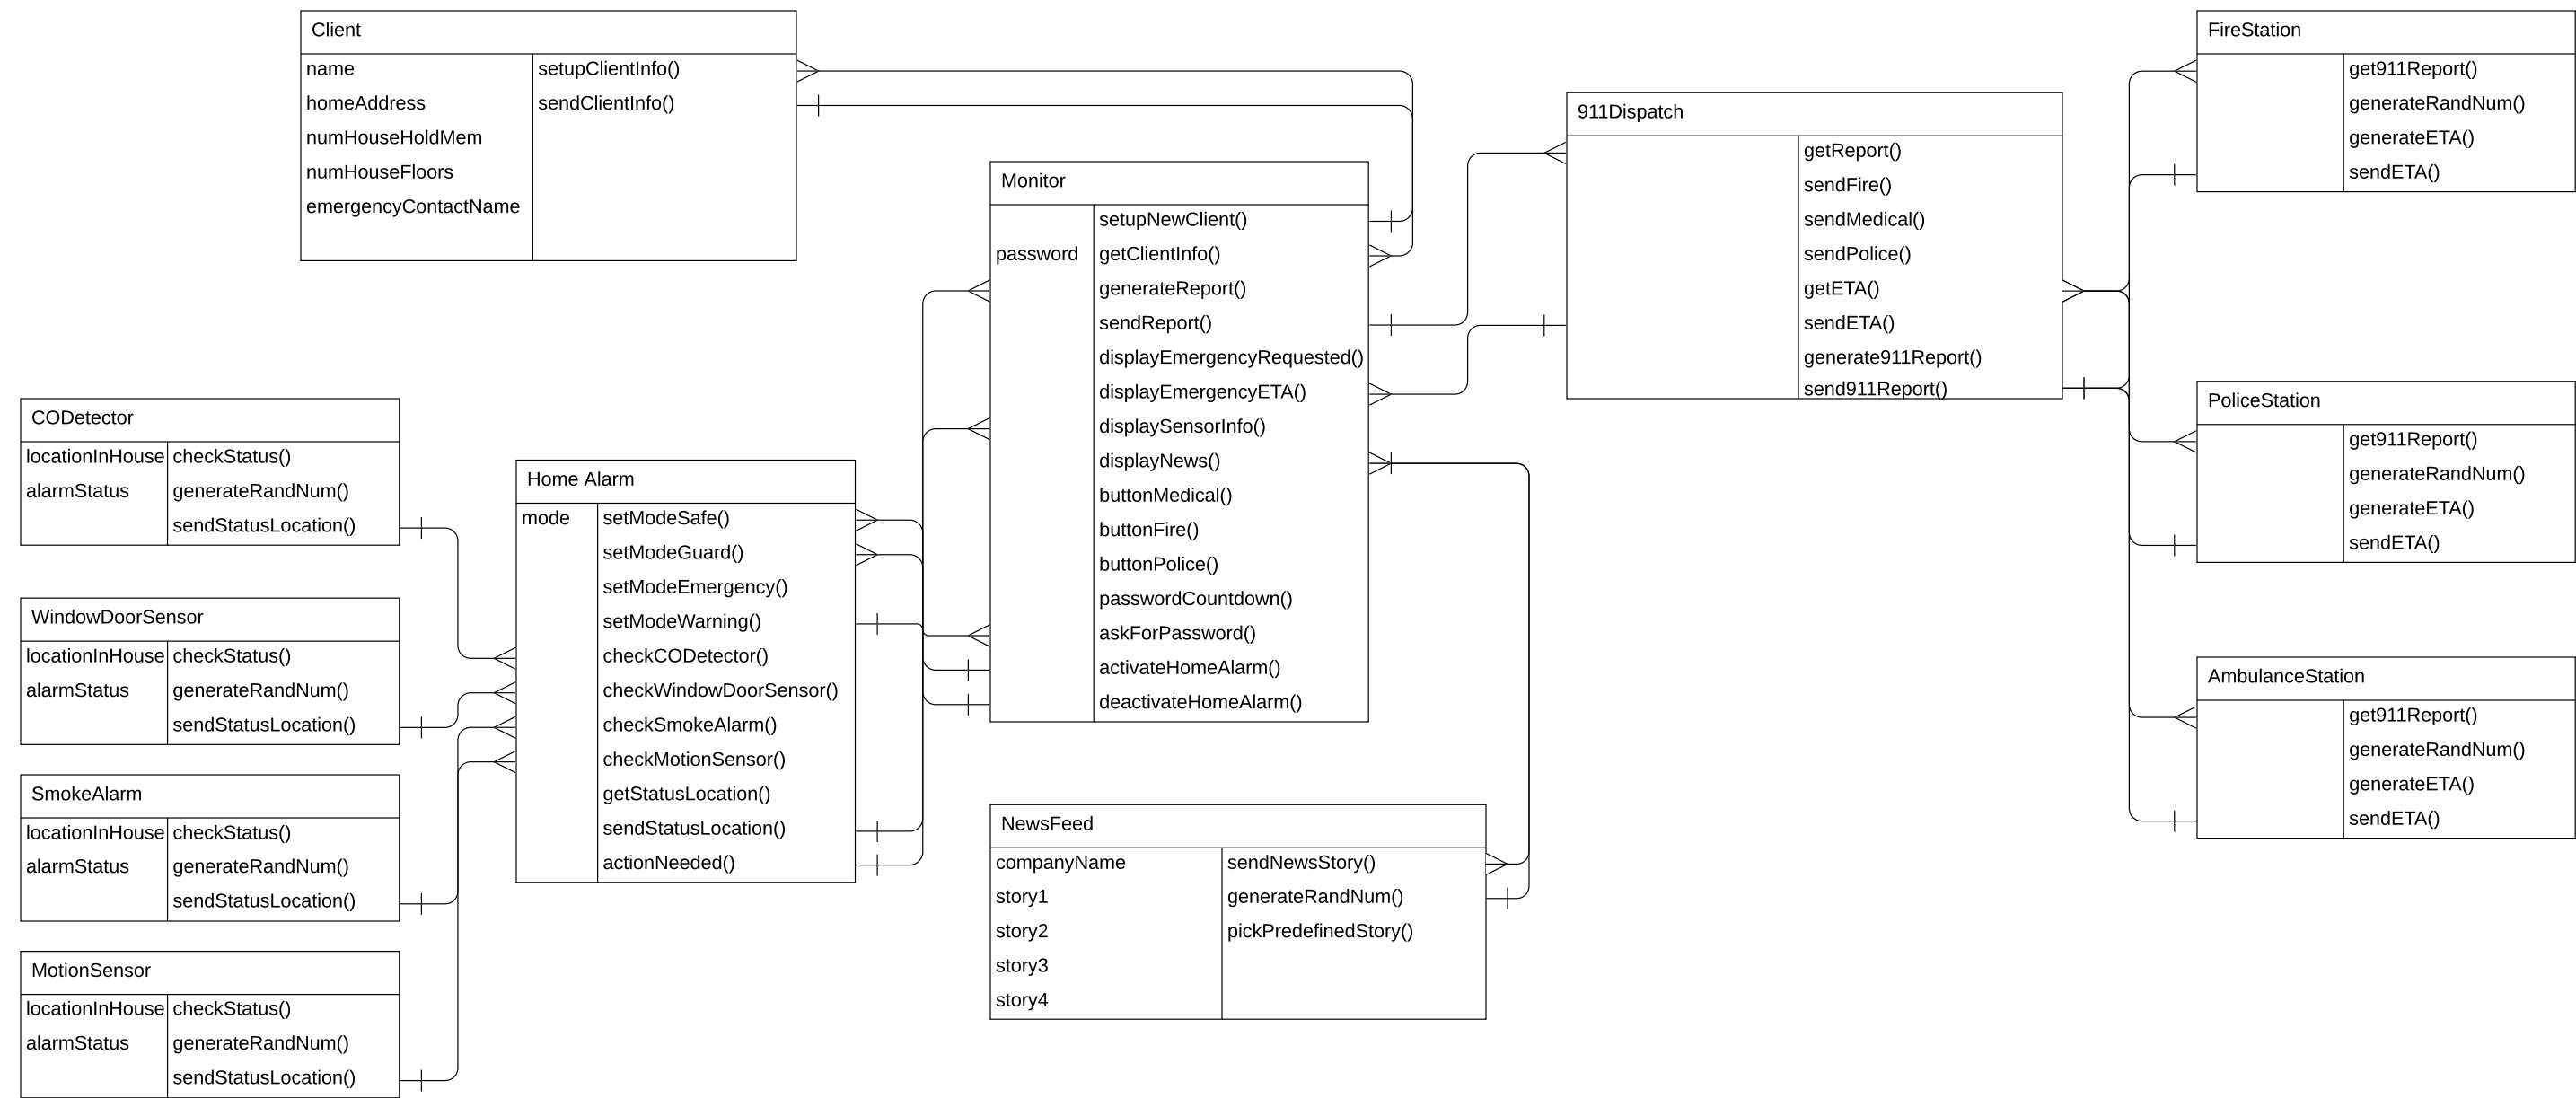 Client
name
setupClientInfo()
homeAddress
sendClientInfo()
numHouseHoldMem
numHouseFloors
emergencyContactName
Monitor
setupNewClient()
password
getClientInfo()
generateReport()
sendReport()
displayEmergencyRequested()
displayEmergencyETA()
displaySensorInfo()
displayNews()
buttonMedical()
buttonFire()
buttonPolice()
passwordCountdown()
askForPassword()
activateHomeAlarm()
deactivateHomeAlarm()
911Dispatch
getReport()
sendFire()
sendMedical()
sendPolice()
getETA()
sendETA()
generate911Report()
send911Report()
FireStation
get911Report()
generateRandNum()
generateETA()
sendETA()
PoliceStation
get911Report()
generateRandNum()
generateETA()
sendETA()
AmbulanceStation
get911Report()
generateRandNum()
generateETA()
sendETA()
CODetector
locationInHouse
checkStatus()
alarmStatus
generateRandNum()
sendStatusLocation()
WindowDoorSensor
locationInHouse
checkStatus()
alarmStatus
generateRandNum()
sendStatusLocation()
SmokeAlarm
locationInHouse
checkStatus()
alarmStatus
generateRandNum()
sendStatusLocation()
MotionSensor
locationInHouse
checkStatus()
alarmStatus
generateRandNum()
sendStatusLocation()
Home Alarm
mode
setModeSafe()
setModeGuard()
setModeEmergency()
setModeWarning()
checkCODetector()
checkWindowDoorSensor()
checkSmokeAlarm()
checkMotionSensor()
getStatusLocation()
sendStatusLocation()
actionNeeded()
NewsFeed
companyName
sendNewsStory()
story1
generateRandNum()
story2
pickPredefinedStory()
story3
story4